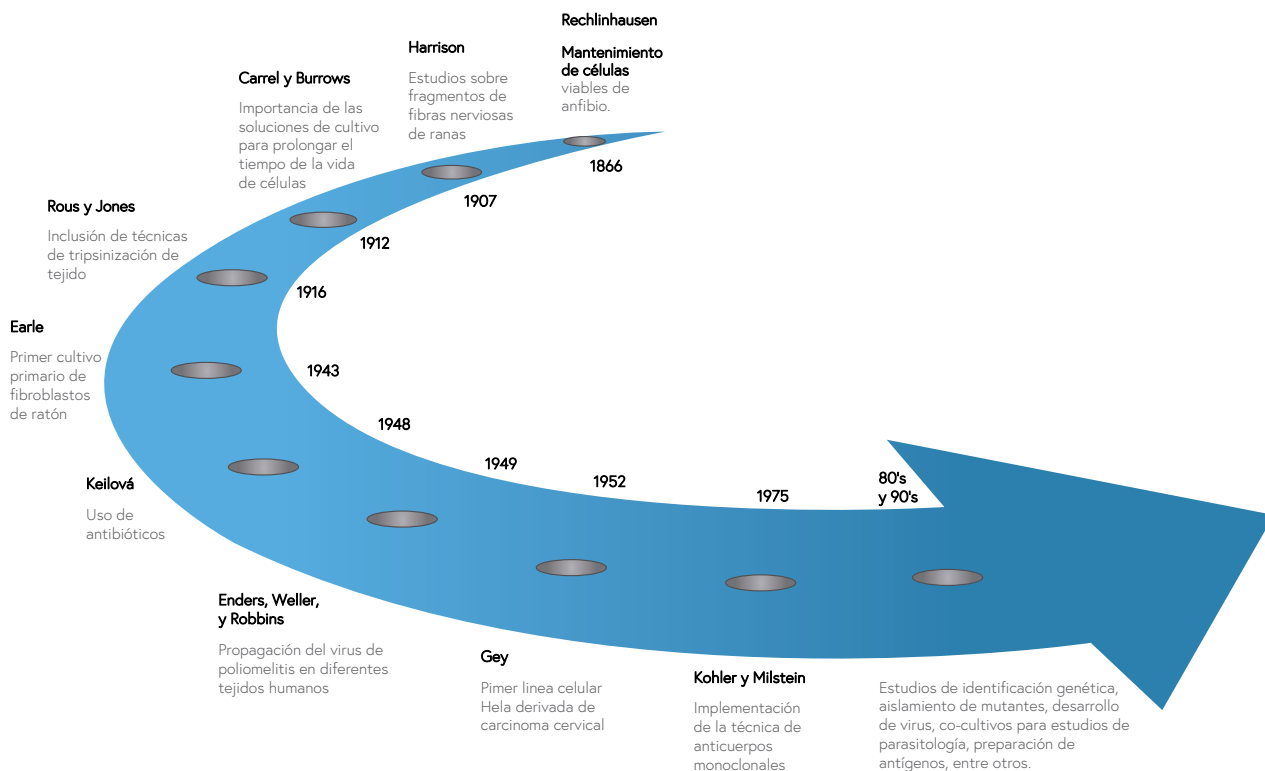 Rechlinhausen
Mantenimiento
de células
viables de
anfibio.
1866
Harrison
Estudios sobre
fragmentos de
fibras nerviosas
de ranas
1907
Carrel y Burrows
Importancia de las
soluciones de cultivo
para prolongar el
tiempo de la vida
de células
1912
Rous y Jones
Inclusión de técnicas
de tripsinización de
tejido
1916
Earle
Primer cultivo
primario de
fibroblastos
de ratón
1943
Keilová
Uso de
antibióticos
1948
Enders, Weller,
y Robbins
Propagación del virus de
poliomelitis en diferentes
tejidos humanos
1949
Gey
Pimer linea celular
Hela derivada de
carcinoma cervical
1952
Kohler y Milstein
Implementación
de la técnica de
anticuerpos
monoclonales
1975
80's
y 90's
Estudios de identificación genética,
aislamiento de mutantes, desarrollo
de virus, co-cultivos para estudios de
parasitología, preparación de
antígenos, entre otros.